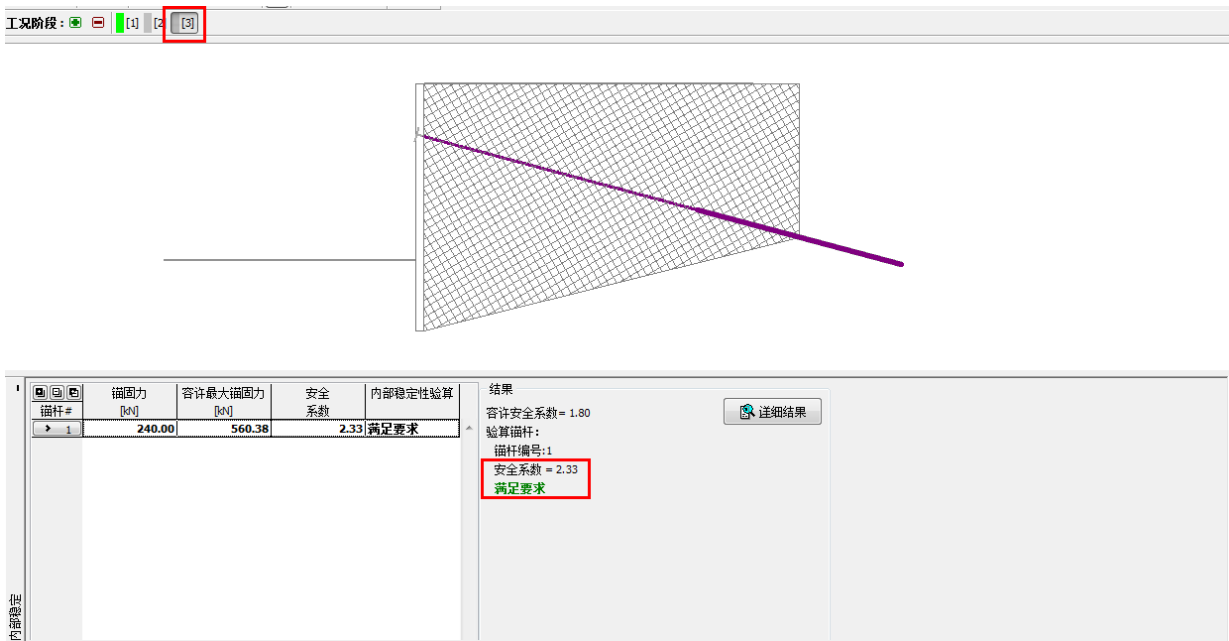 工况阶段： [1] [2 [3]
锚固力 容许最大锚固力 安全 内部稳定性验算
锚杆# [kN] [kN] 系数
1 240.00 560.38 2.33 满足要求
结果
容许安全系数= 1.80
验算锚杆：
锚杆编号:1
安全系数 = 2.33
满足要求
详细结果
内部稳定